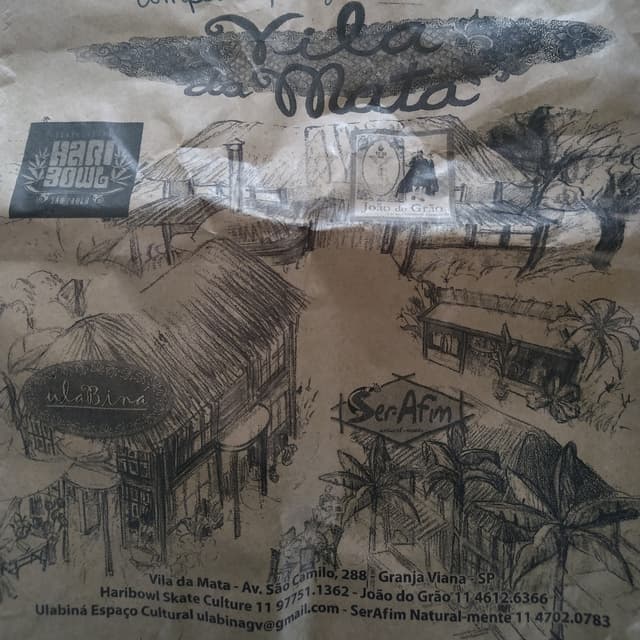 Vila
da Mata
HARI
BOWL
João do Grão
ulaBina
SerAfim
Vila da Mata - Av. São Camilo, 288 - Granja Viana - SP
Haribowl Skate Culture 11 97751.1362 - João do Grão 11 4612.6366
Ulabiná Espaço Cultural ulabinagv@gmail.com - SerAfim Natural-mente 11 4702.0783